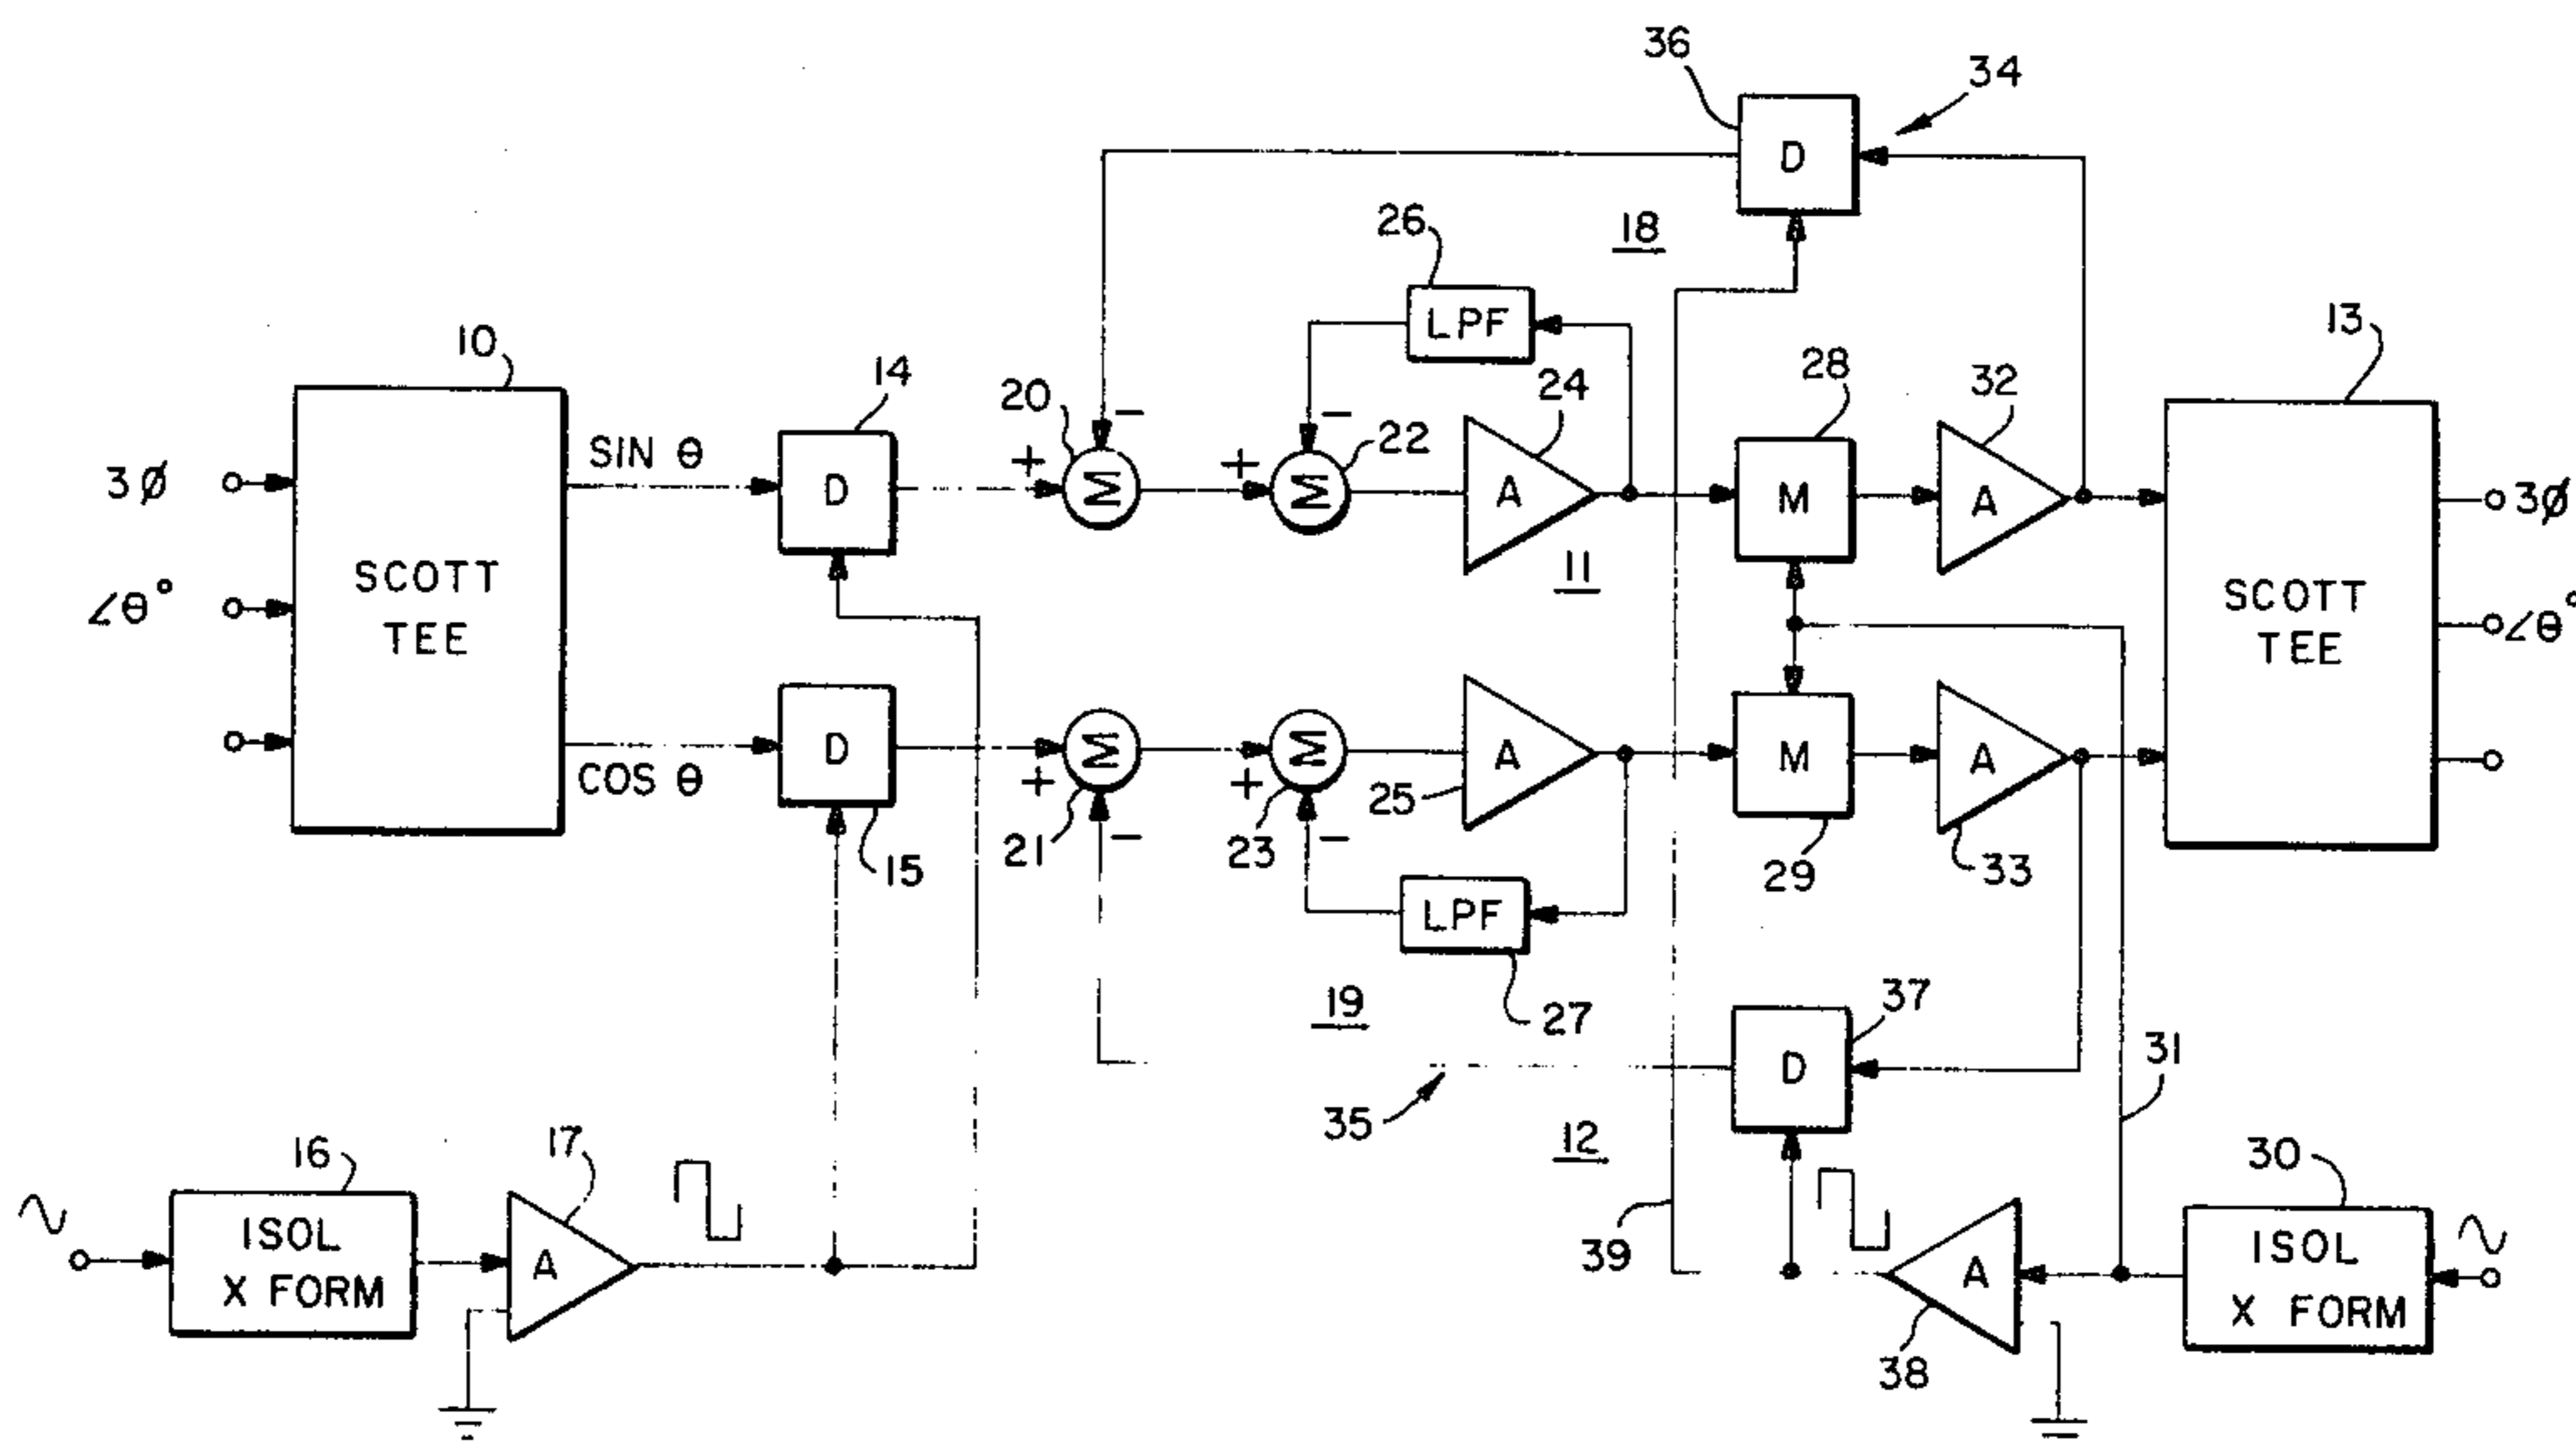 36
34
D
18
26
LPF
10
14
20
−
−
22
24
28
32
13
3Ø
SIN θ
D
+
M
+
M
A
M
A
3Ø
SCOTT
TEE
∠θ°
11
SCOTT
TEE
∠θ°
COS θ
D
M
M
A
M
A
+
+
15
21
−
23
−
25
29
33
LPF
27
19
37
D
31
35
12
16
17
30
ISOL
X FORM
A
39
A
ISOL
X FORM
38